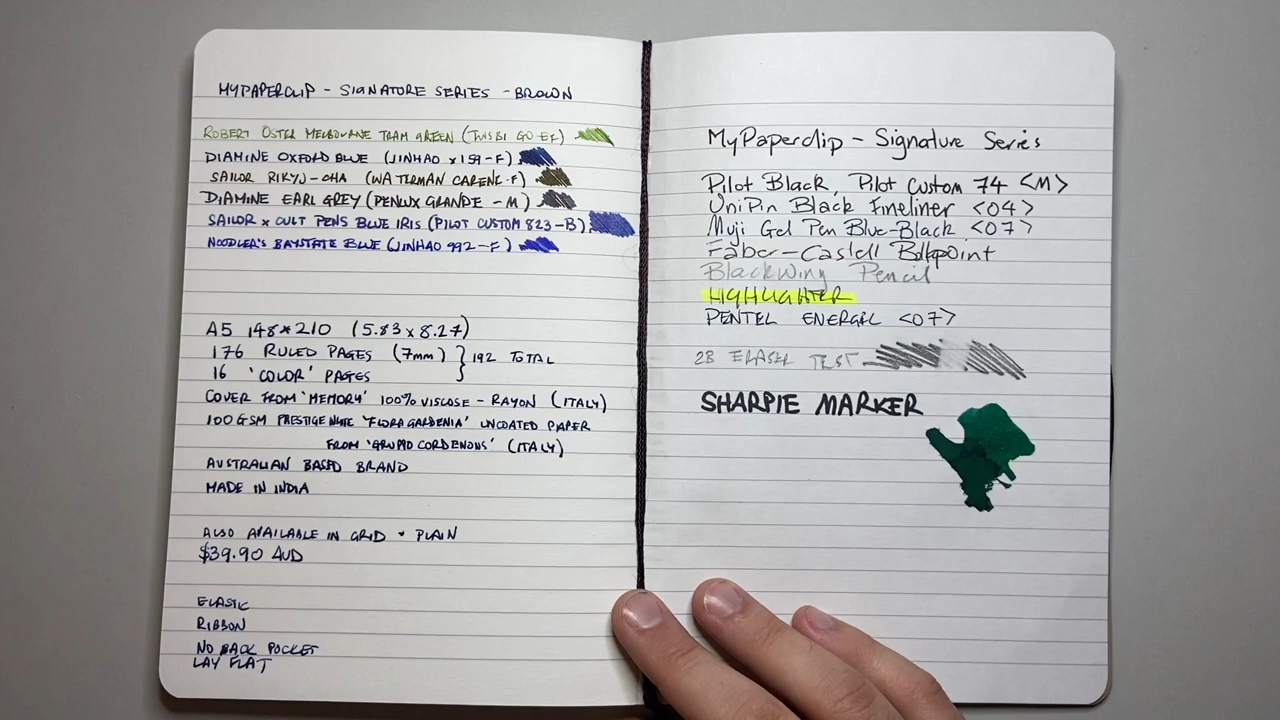 MYPAPERCLIP - SIGNATURE SERIES - BROWN
ROBERT OSTER MELBOURNE TRAM GREEN (TWSBI GO EF)
DIAMINE OXFORD BLUE (JINHAO x 159 - F)
SAILOR RIKYU-CHA (WATERMAN CARENE - F)
DIAMINE EARL GREY (PENLUX GRANDE - M)
SAILOR x CULT PENS BLUE IRIS (PILOT CUSTOM 823 - B)
NOODLER'S BAYSTATE BLUE (JINHAO 992 - F)
A5 148*210 (5.83 x 8.27)
176 RULED PAGES (7mm) } 192 TOTAL
16 'COLOR' PAGES
COVER FROM 'MEMORY' 100% VISCOSE - RAYON (ITALY)
100GSM PRESTIGE NOTE 'FLORA GARDENIA' UNCOATED PAPER
FROM 'GRUPPO CORDENONS' (ITALY)
AUSTRALIAN BASED BRAND
MADE IN INDIA
ALSO AVAILABLE IN GRID + PLAIN
$39.90 AUD
ELASTIC
RIBBON
NO BACK POCKET
LAY FLAT
MyPaperclip - Signature Series
Pilot Black, Pilot Custom 74 <M>
UniPin Black Fineliner <04>
Muji Gel Pen Blue-Black <07>
Faber-Castell Ballpoint
Blackwing Pencil
HIGHLIGHTER
PENTEL ENERGEL <07>
2B ERASER TEST
SHARPIE MARKER